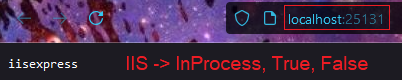 localhost:25131
iisexpress IIS -> InProcess, True, False